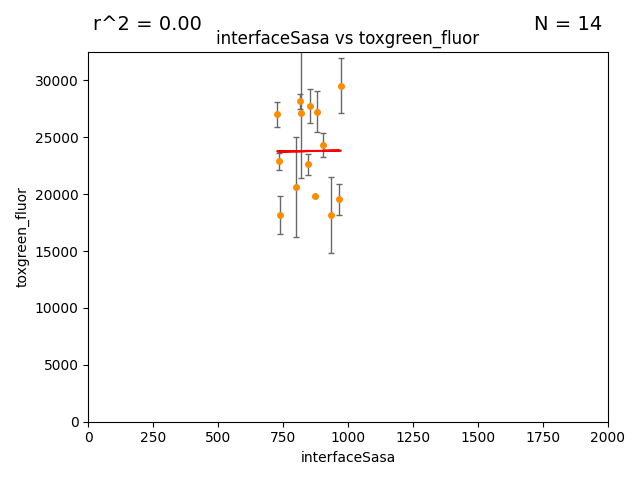 r^2 = 0.00
N = 14
interfaceSasa vs toxgreen_fluor
30000
25000
20000
15000
10000
5000
0
toxgreen_fluor
0 250 500 750 1000 1250 1500 1750 2000
interfaceSasa